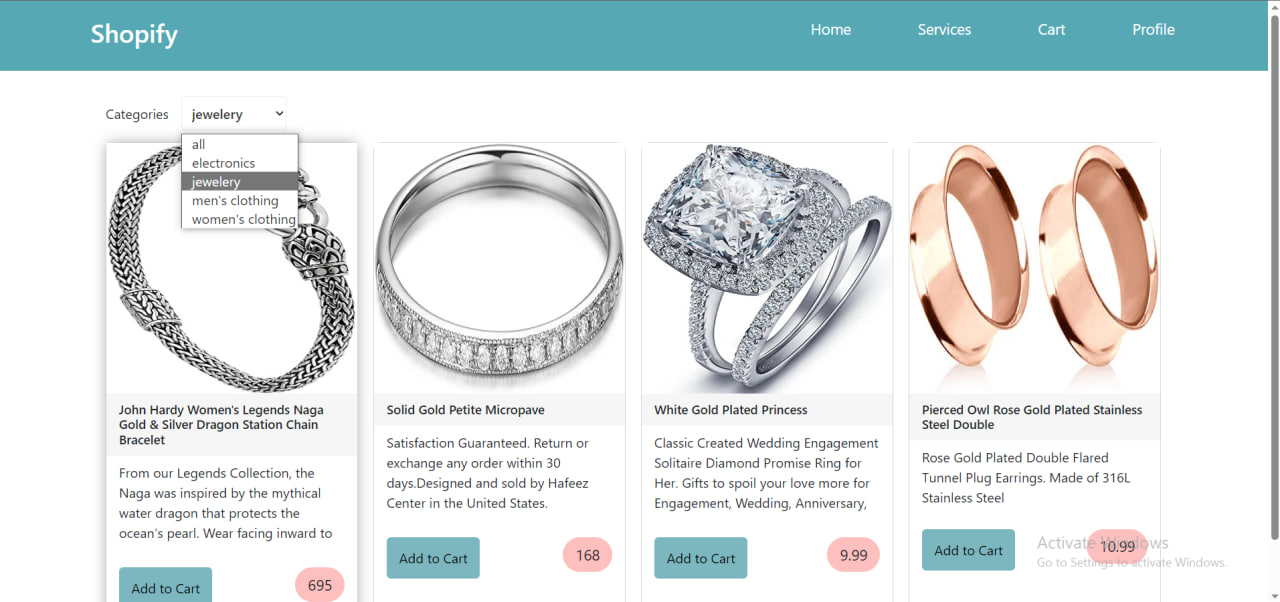 Shopify
Home
Services
Cart
Profile
Categories
jewelery
all
electronics
jewelery
men's clothing
women's clothing
John Hardy Women's Legends Naga
Gold & Silver Dragon Station Chain
Bracelet
From our Legends Collection, the
Naga was inspired by the mythical
water dragon that protects the
ocean's pearl. Wear facing inward to
Add to Cart
695
Solid Gold Petite Micropave
Satisfaction Guaranteed. Return or
exchange any order within 30
days.Designed and sold by Hafeez
Center in the United States.
Add to Cart
168
White Gold Plated Princess
Classic Created Wedding Engagement
Solitaire Diamond Promise Ring for
Her. Gifts to spoil your love more for
Engagement, Wedding, Anniversary,
Add to Cart
9.99
Pierced Owl Rose Gold Plated Stainless
Steel Double
Rose Gold Plated Double Flared
Tunnel Plug Earrings. Made of 316L
Stainless Steel
Add to Cart
10.99
Activate Windows
Go to Settings to activate Windows.